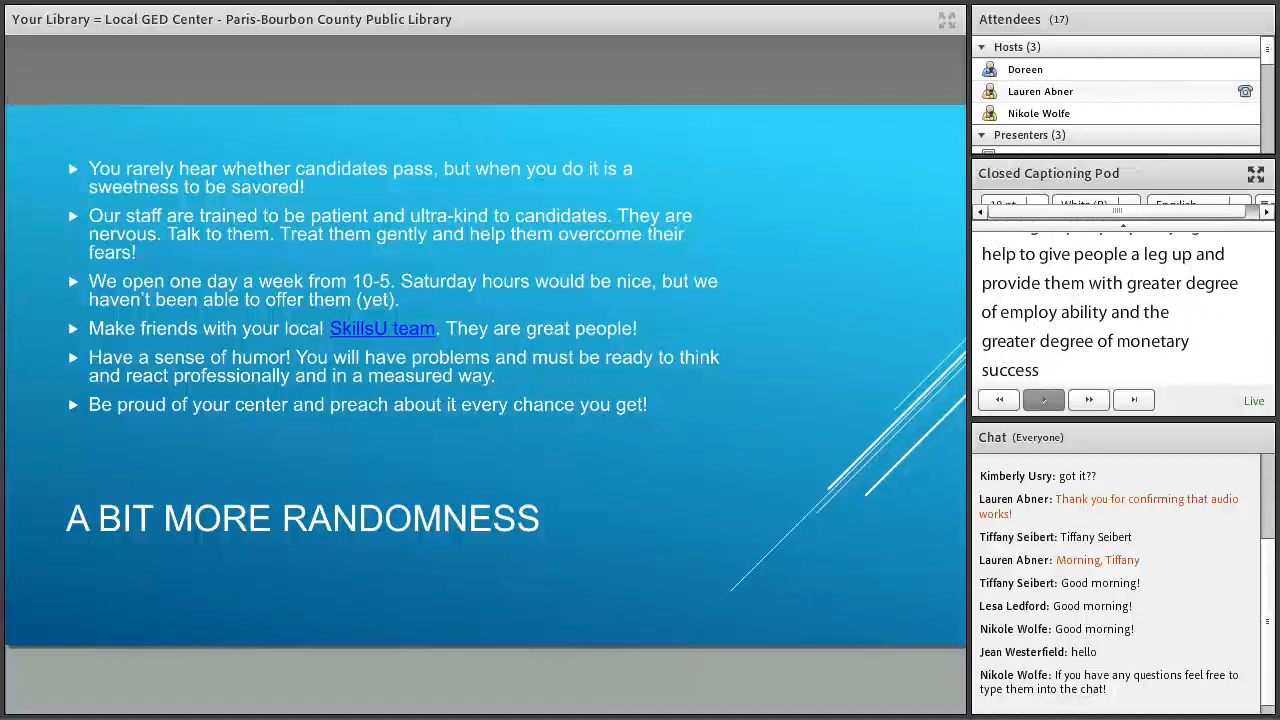 Your Library = Local GED Center - Paris-Bourbon County Public Library
You rarely hear whether candidates pass, but when you do it is a
sweetness to be savored!
Our staff are trained to be patient and ultra-kind to candidates. They are
nervous. Talk to them. Treat them gently and help them overcome their
fears!
We open one day a week from 10-5. Saturday hours would be nice, but we
haven't been able to offer them (yet).
Make friends with your local SkillsU team. They are great people!
Have a sense of humor! You will have problems and must be ready to think
and react professionally and in a measured way.
Be proud of your center and preach about it every chance you get!
A BIT MORE RANDOMNESS
Attendees (17)
Hosts (3)
Doreen
Lauren Abner
Nikole Wolfe
Presenters (3)
Closed Captioning Pod
help to give people a leg up and
provide them with greater degree
of employ ability and the
greater degree of monetary
success
Live
Chat (Everyone)
Kimberly Usry: got it??
Lauren Abner: Thank you for confirming that audio
works!
Tiffany Seibert: Tiffany Seibert
Lauren Abner: Morning, Tiffany
Tiffany Seibert: Good morning!
Lesa Ledford: Good morning!
Nikole Wolfe: Good morning!
Jean Westerfield: hello
Nikole Wolfe: If you have any questions feel free to
type them into the chat!